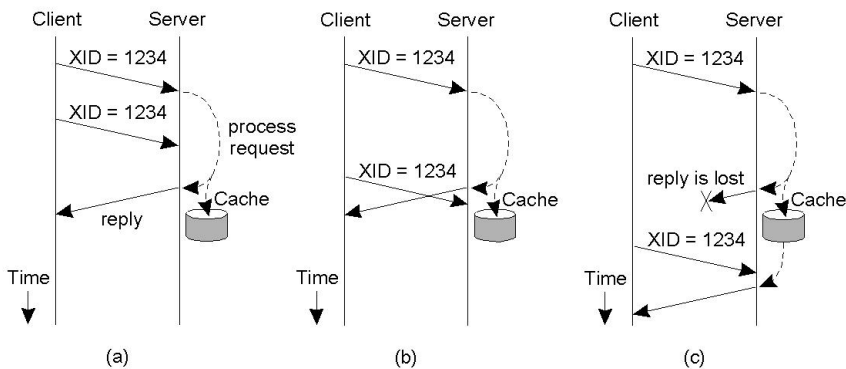 Client Server
XID = 1234
XID = 1234
process
request
Cache
reply
Time
(a)
Client Server
XID = 1234
XID = 1234
Cache
Time
(b)
Client Server
XID = 1234
reply is lost
Cache
XID = 1234
Time
(c)